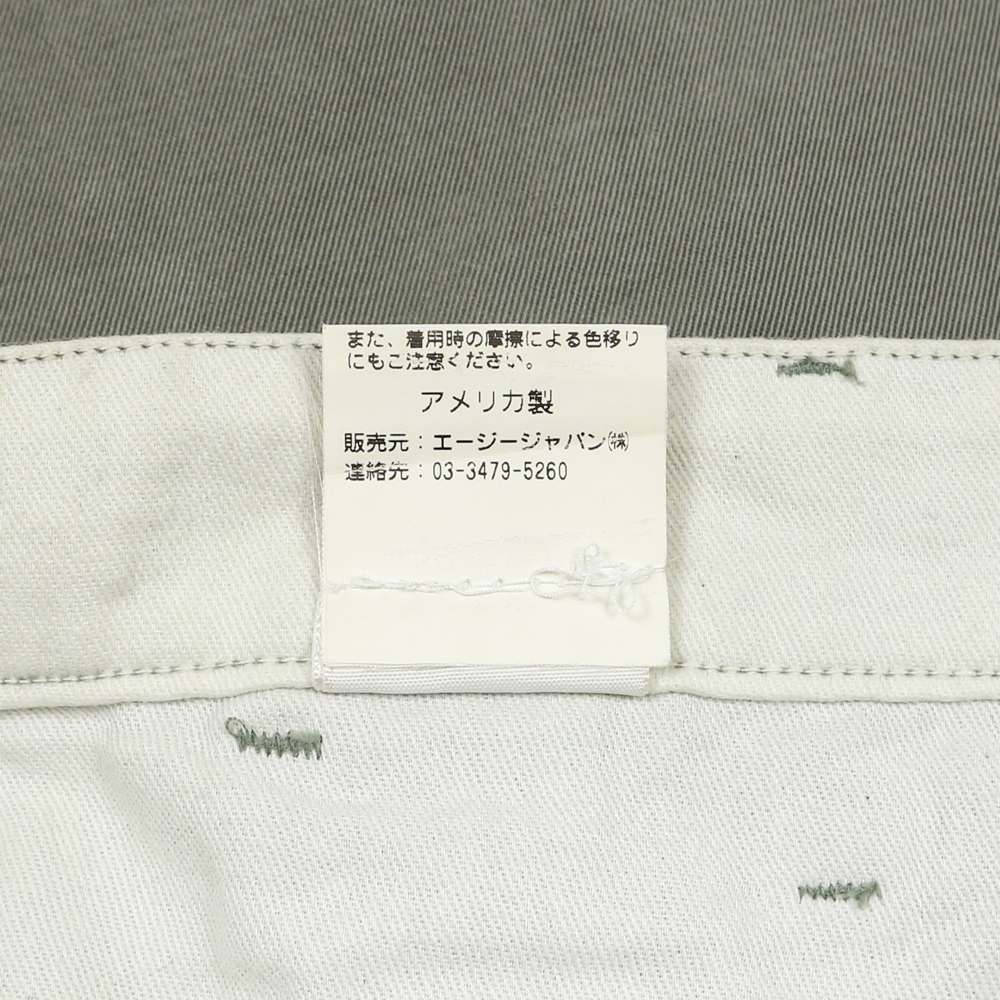 また、着用時の摩擦による色移り
にもご注意ください。
アメリカ製
販売元：エージージャパン㈱
連絡先：03-3479-5260